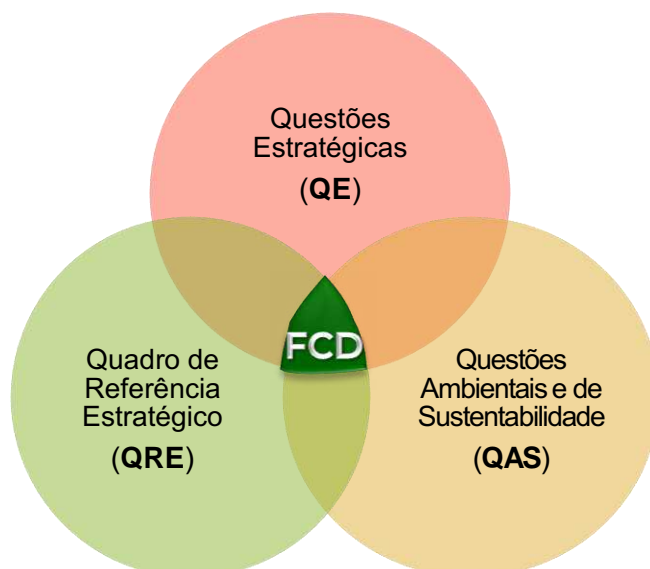 Questões
Estratégicas
(QE)
FCD
Quadro de
Referência
Estratégico
(QRE)
Questões
Ambientais e de
Sustentabilidade
(QAS)